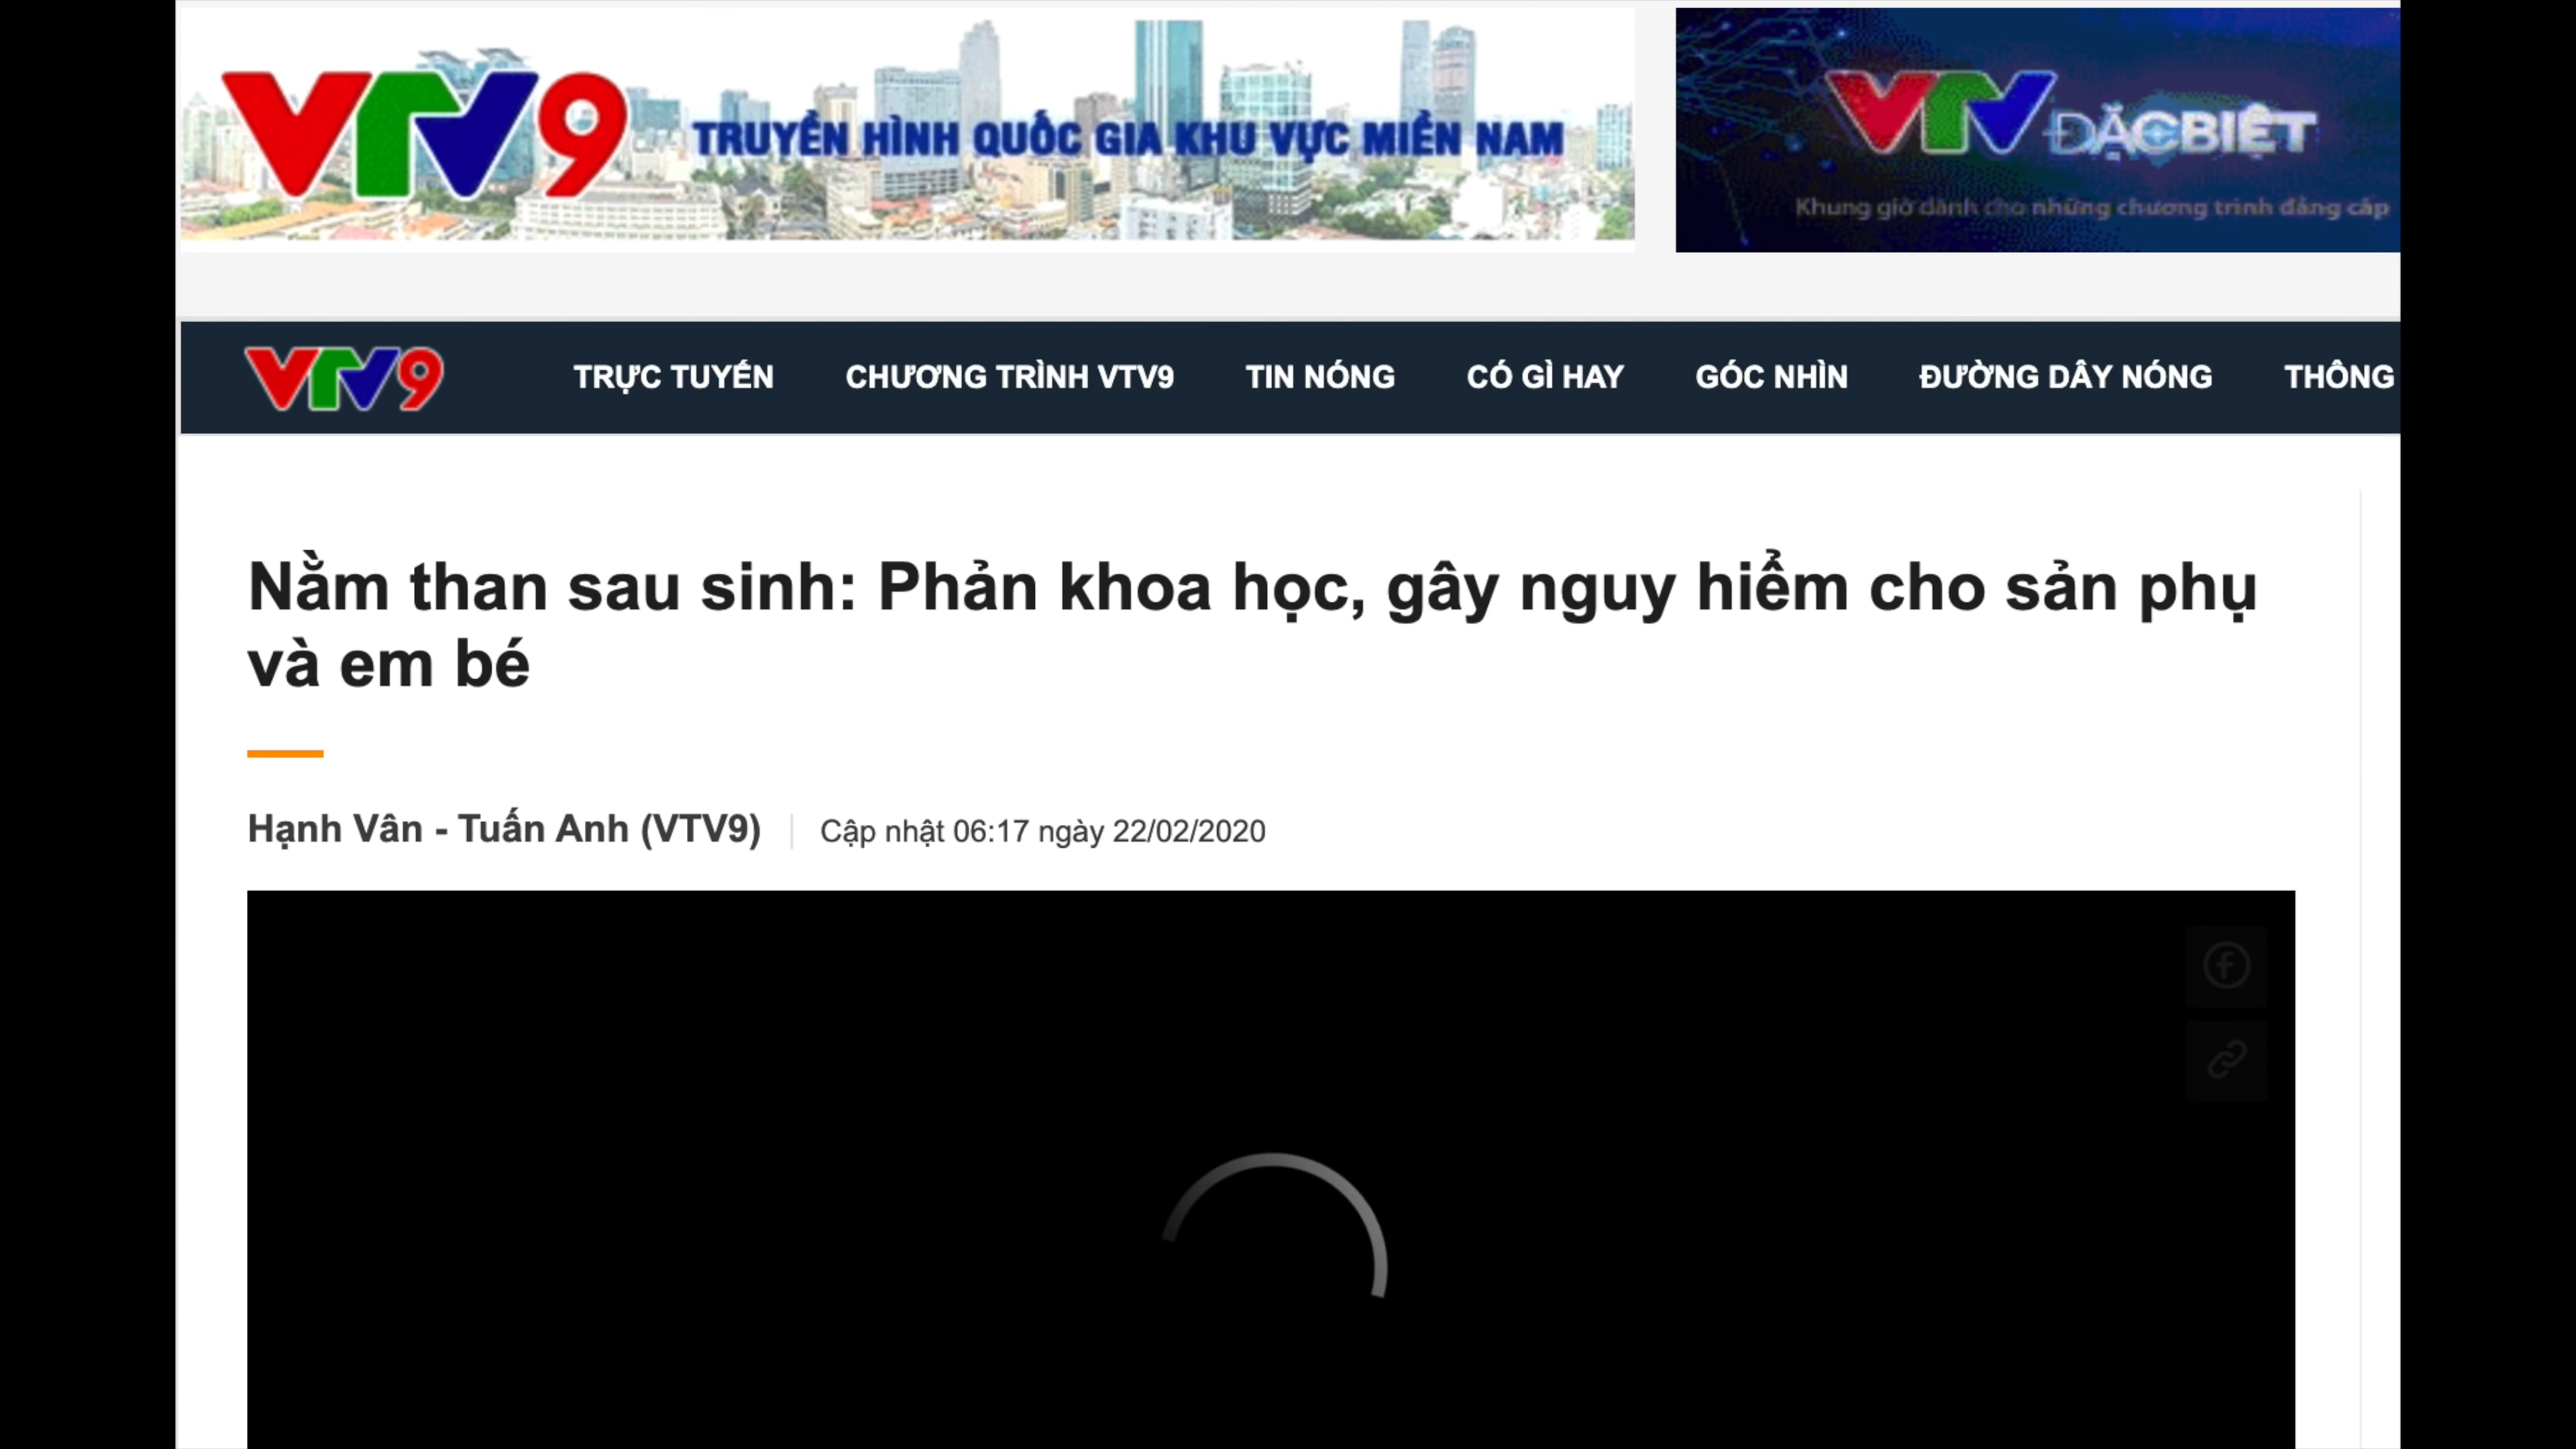 VTV9
TRUYỀN HÌNH QUỐC GIA KHU VỰC MIỀN NAM
VTV ĐẶC BIỆT
Khung giờ dành cho những chương trình đẳng cấp
VTV9 TRỰC TUYẾN CHƯƠNG TRÌNH VTV9 TIN NÓNG CÓ GÌ HAY GÓC NHÌN ĐƯỜNG DÂY NÓNG THÔNG
Nằm than sau sinh: Phản khoa học, gây nguy hiểm cho sản phụ
và em bé
Hạnh Vân - Tuấn Anh (VTV9) Cập nhật 06:17 ngày 22/02/2020